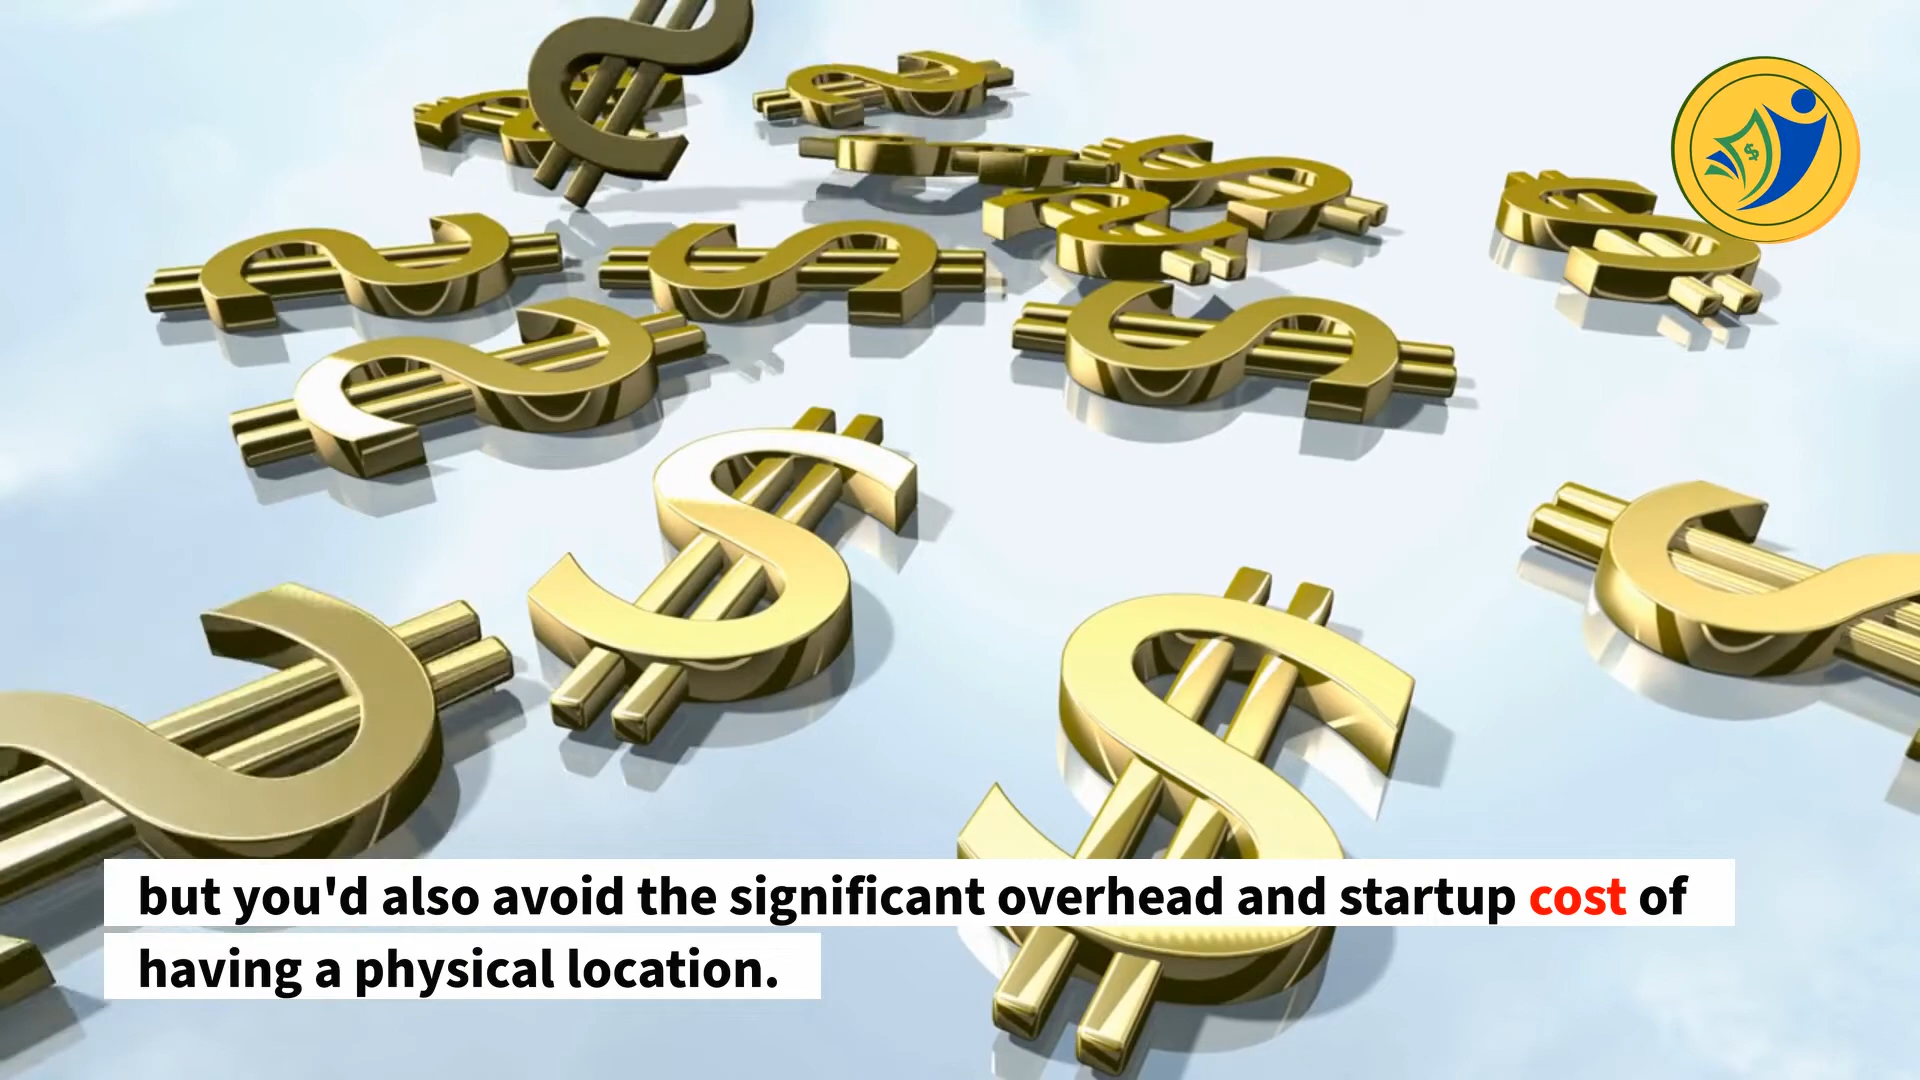 but you'd also avoid the significant overhead and startup cost of
having a physical location.